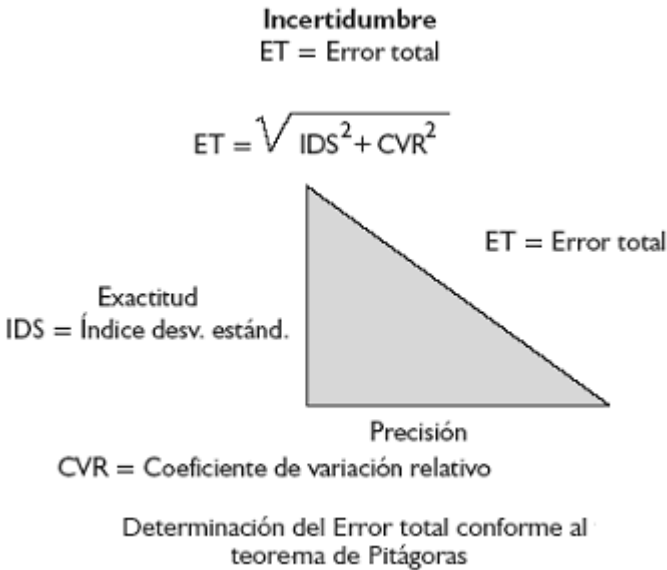 Incertidumbre
ET = Error total
ET = √ IDS² + CVR²
ET = Error total
Exactitud
IDS = Índice desv. estánd.
Precisión
CVR = Coeficiente de variación relativo
Determinación del Error total conforme al
teorema de Pitágoras